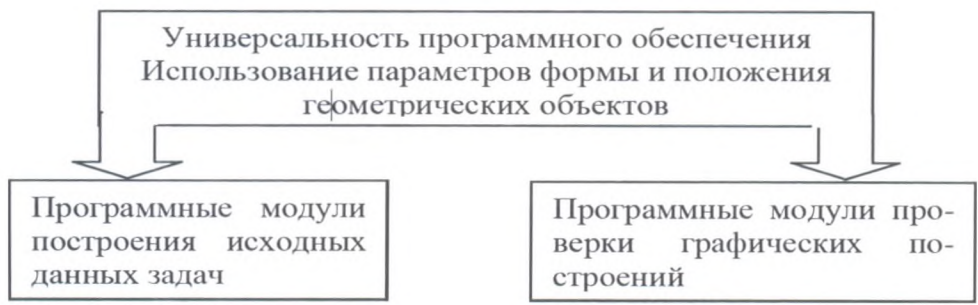 Универсальность программного обеспечения
Использование параметров формы и положения
геометрических объектов
Программные модули
построения исходных
данных задач
Программные модули про-
верки графических по-
строений